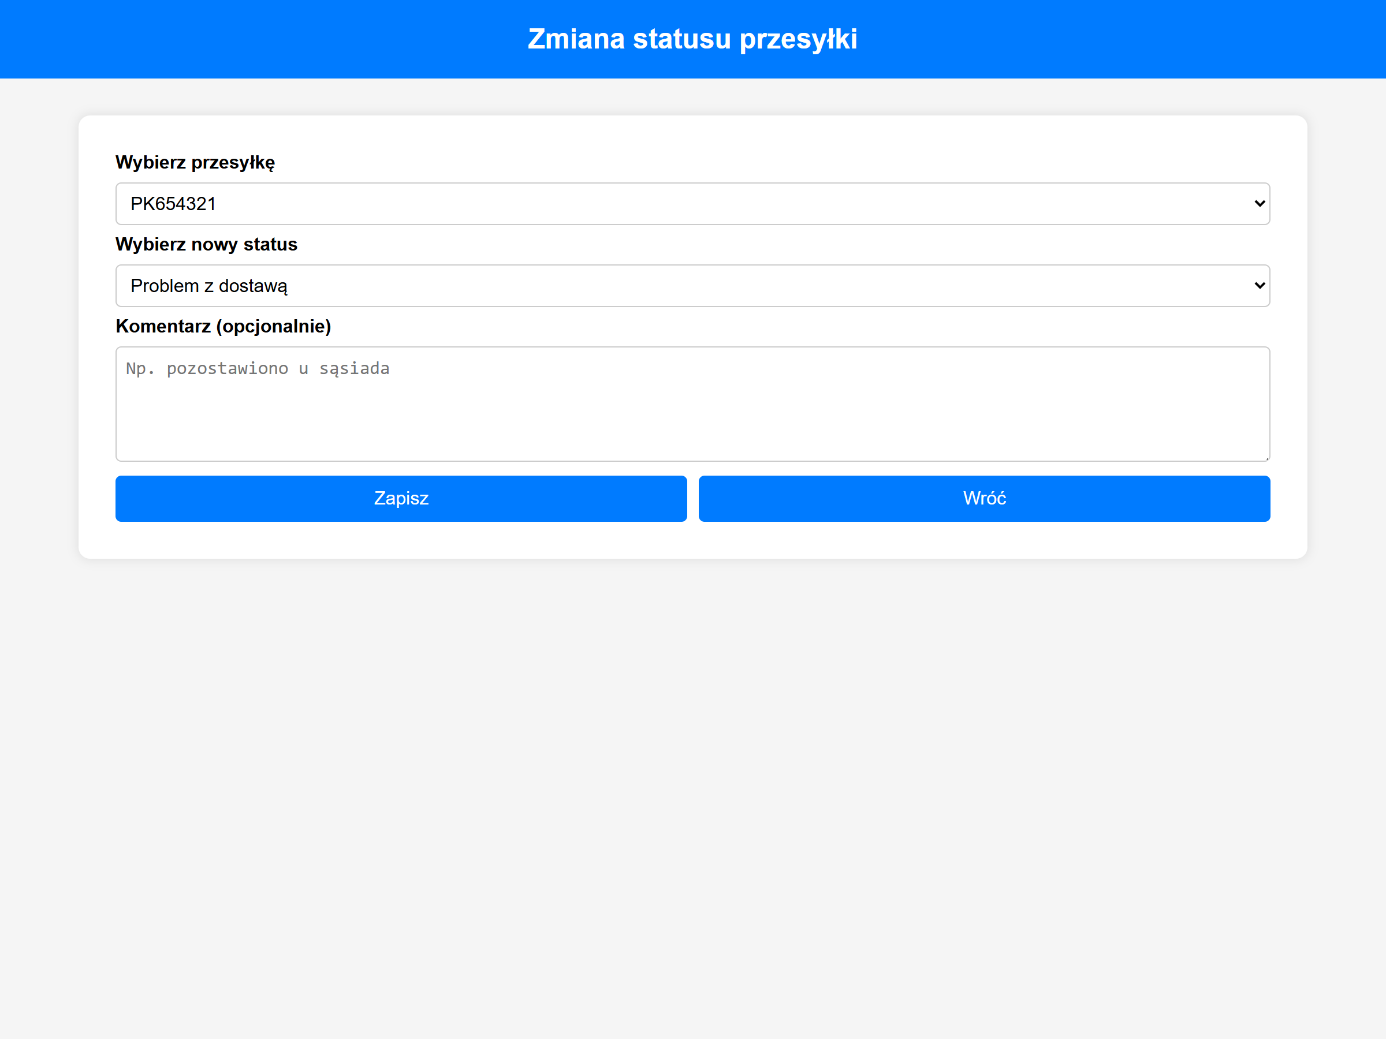 Zmiana statusu przesyłki
Wybierz przesyłkę
PK654321
Wybierz nowy status
Problem z dostawą
Komentarz (opcjonalnie)
Np. pozostawiono u sąsiada
Zapisz
Wróć